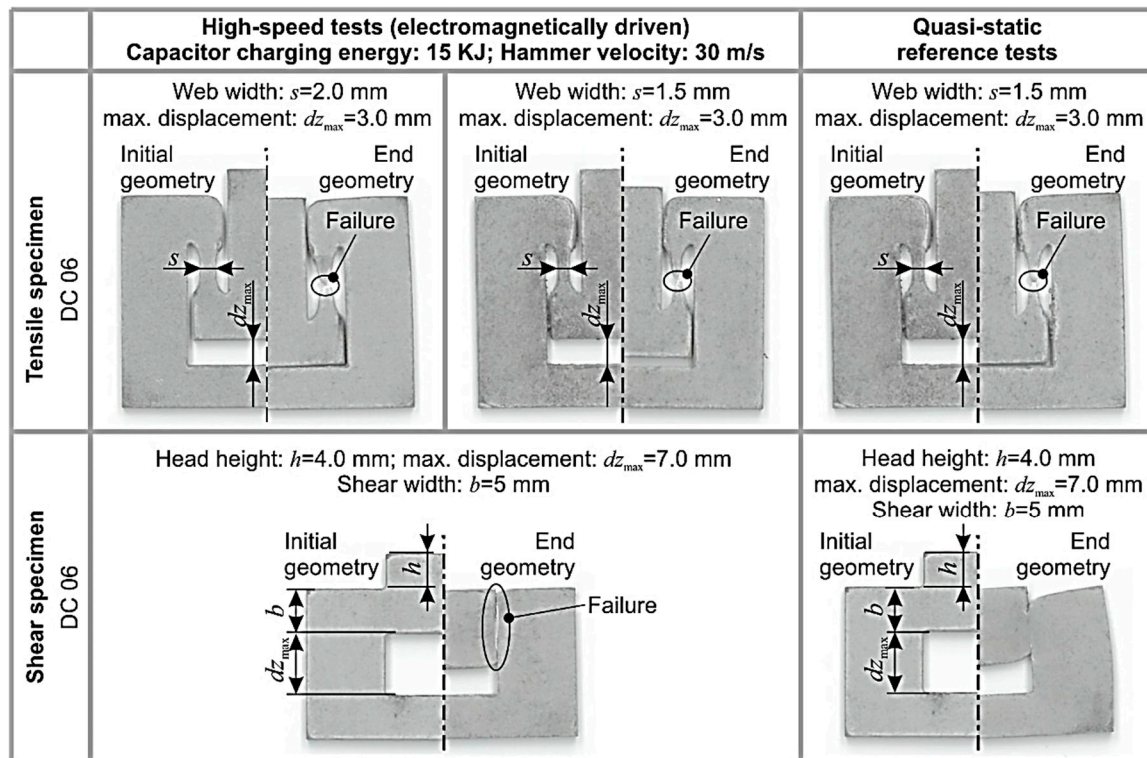 High-speed tests (electromagnetically driven)
Capacitor charging energy: 15 KJ; Hammer velocity: 30 m/s
Quasi-static
reference tests
Tensile specimen
DC 06
Web width: s=2.0 mm
max. displacement: dzmax=3.0 mm
Initial
geometry
End
geometry
Failure
s
dzmax
Web width: s=1.5 mm
max. displacement: dzmax=3.0 mm
Initial
geometry
End
geometry
Failure
s
dzmax
Web width: s=1.5 mm
max. displacement: dzmax=3.0 mm
Initial
geometry
End
geometry
Failure
s
dzmax
Shear specimen
DC 06
Head height: h=4.0 mm; max. displacement: dzmax=7.0 mm
Shear width: b=5 mm
Initial
geometry
End
geometry
h
b
dzmax
Failure
Head height: h=4.0 mm
max. displacement: dzmax=7.0 mm
Shear width: b=5 mm
Initial
geometry
End
geometry
h
b
dzmax